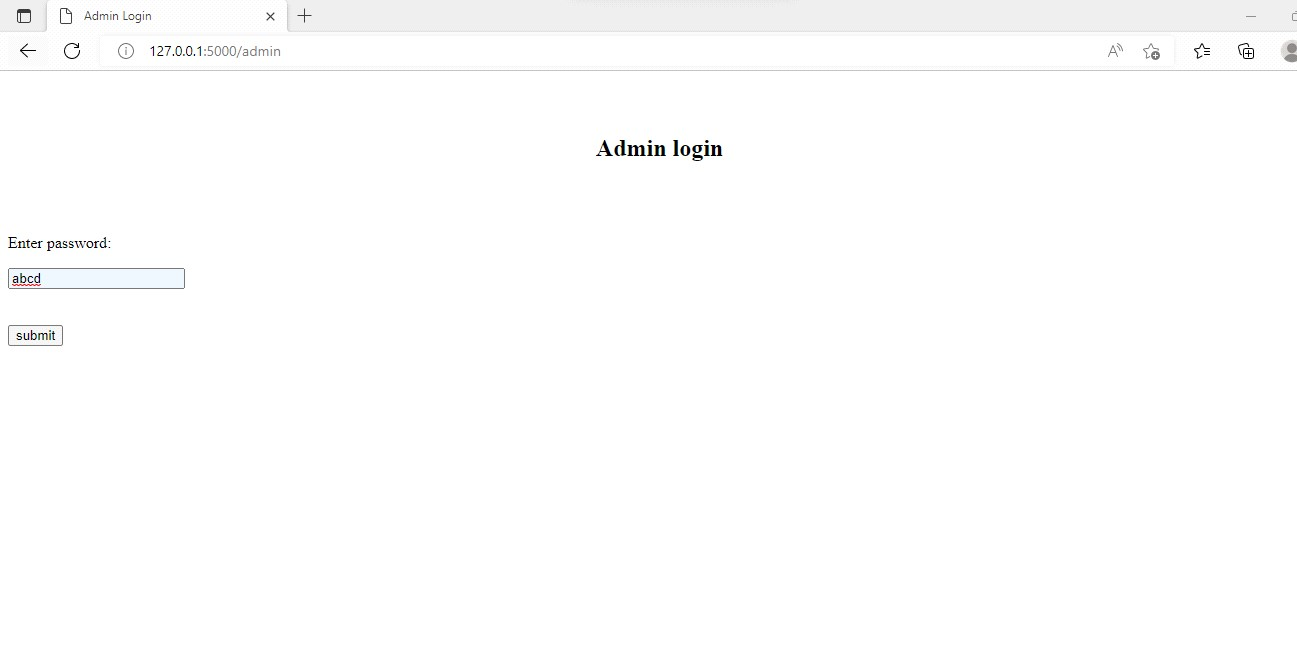 Admin Login
127.0.0.1:5000/admin
Admin login
Enter password:
abcd
submit